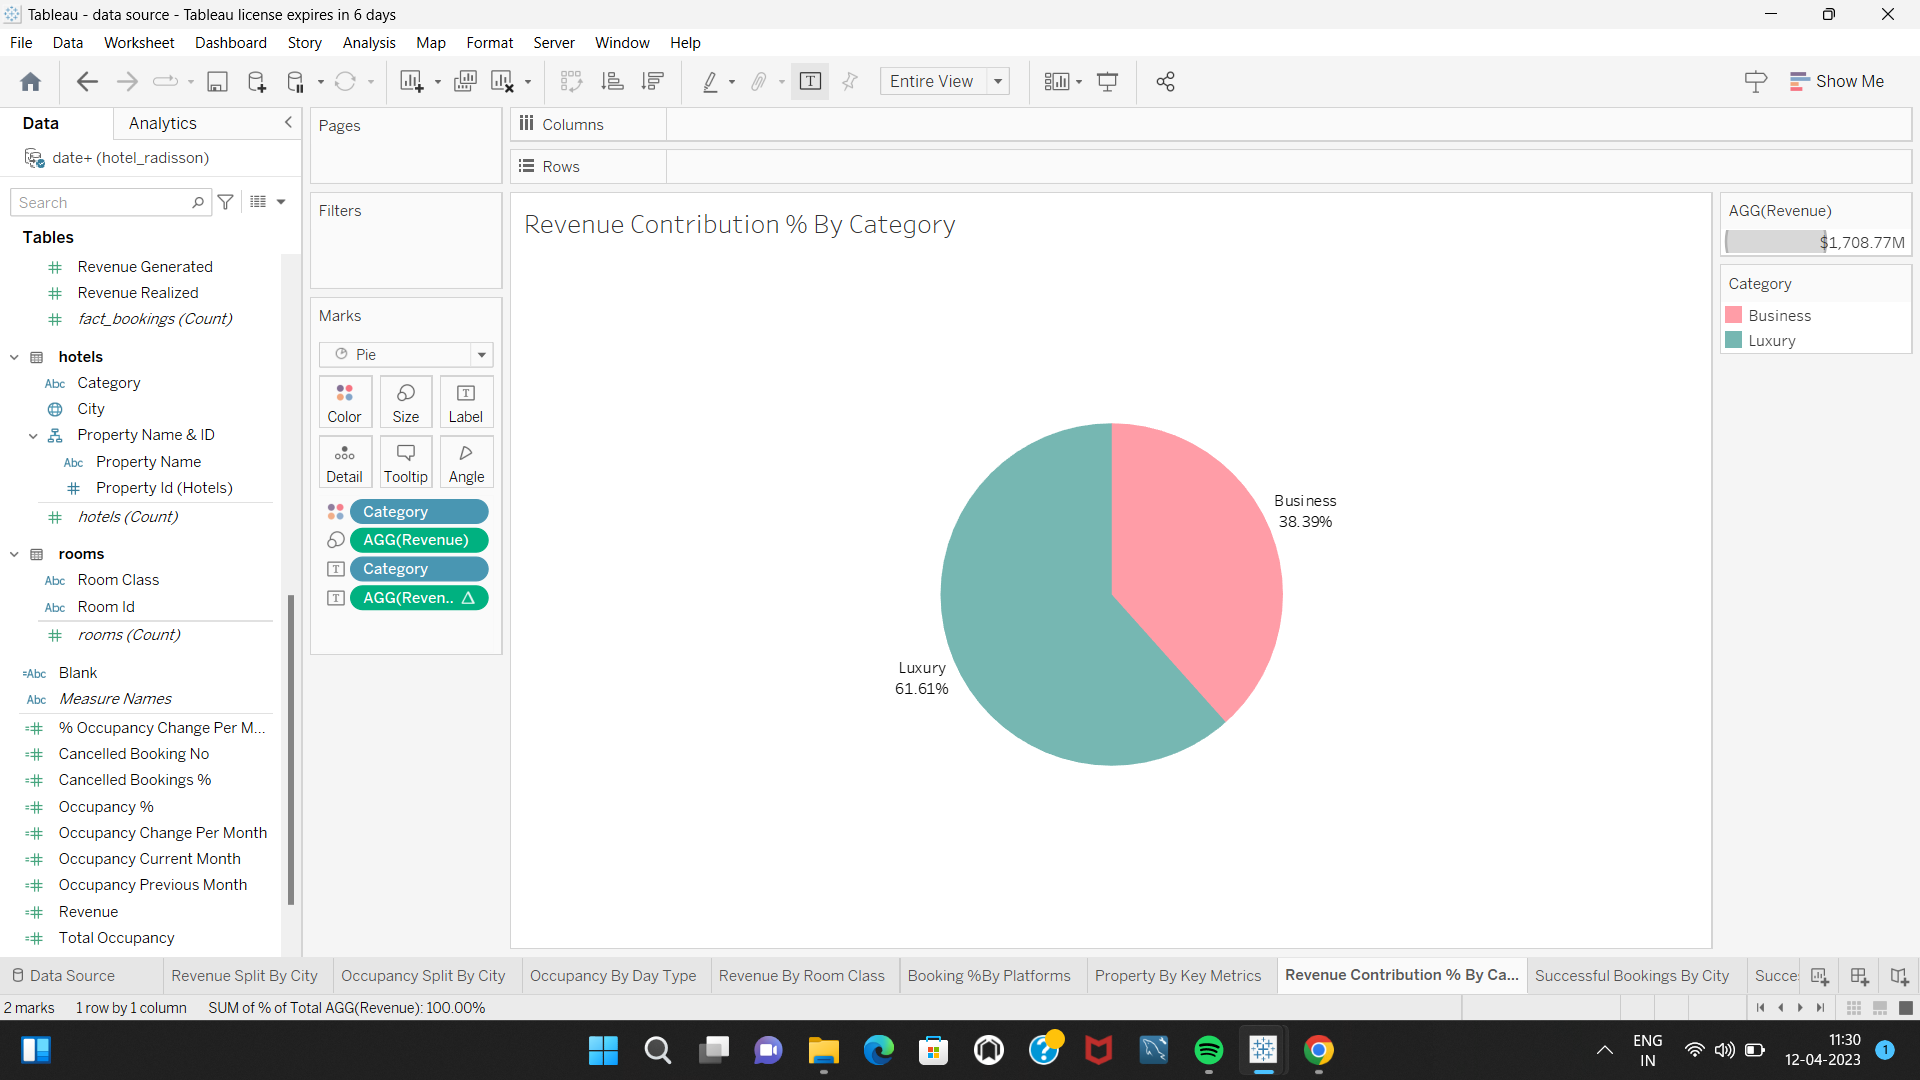 Tableau - data source - Tableau license expires in 6 days
File Data Worksheet Dashboard Story Analysis Map Format Server Window Help
Entire View
Show Me
Data Analytics
date+ (hotel_radisson)
Search
Tables
Revenue Generated
Revenue Realized
fact_bookings (Count)
hotels
Abc Category
City
Property Name & ID
Abc Property Name
Property Id (Hotels)
hotels (Count)
rooms
Abc Room Class
Abc Room Id
rooms (Count)
=Abc Blank
Abc Measure Names
% Occupancy Change Per M...
Cancelled Booking No
Cancelled Bookings %
Occupancy %
Occupancy Change Per Month
Occupancy Current Month
Occupancy Previous Month
Revenue
Total Occupancy
Pages
Filters
Marks
Pie
Color Size Label
Detail Tooltip Angle
Category
AGG(Revenue)
Category
AGG(Reven..
Columns
Rows
Revenue Contribution % By Category
Business
38.39%
Luxury
61.61%
AGG(Revenue)
$1,708.77M
Category
Business
Luxury
Data Source Revenue Split By City Occupancy Split By City Occupancy By Day Type Revenue By Room Class Booking %By Platforms Property By Key Metrics Revenue Contribution % By Ca... Successful Bookings By City Succe
2 marks 1 row by 1 column SUM of % of Total AGG(Revenue): 100.00%
ENG
IN
11:30
12-04-2023
1